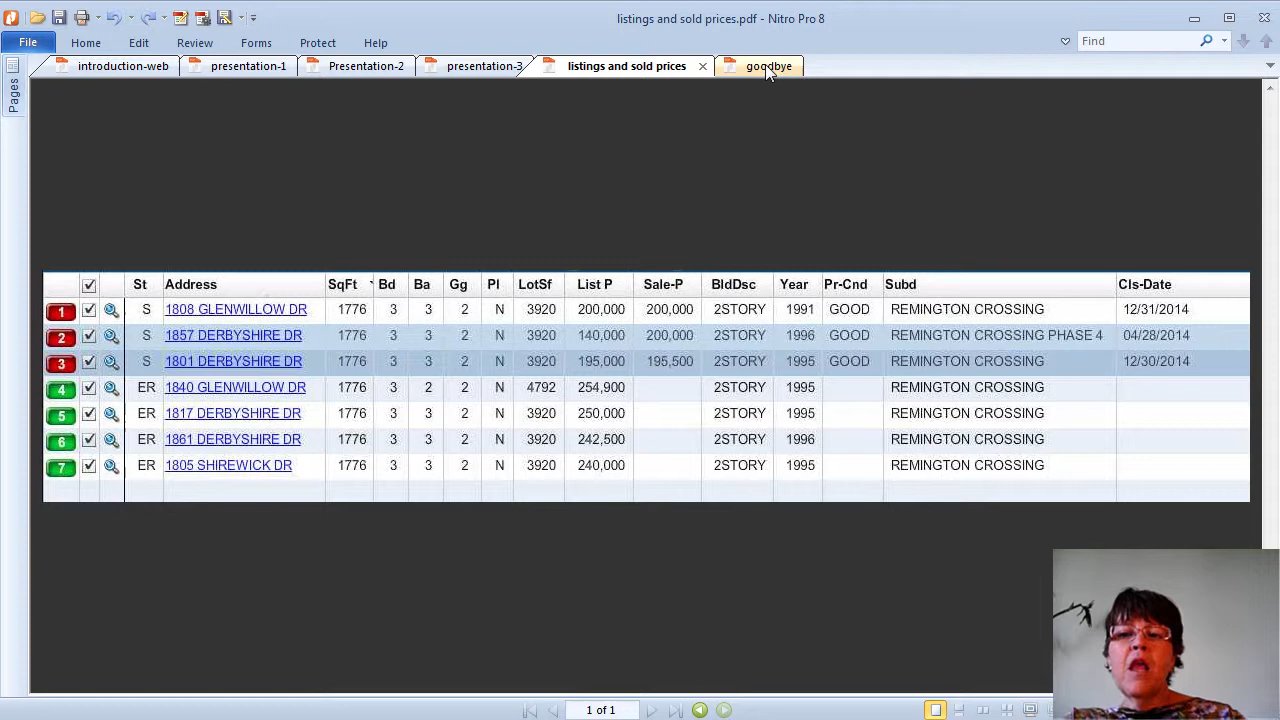 listings and sold prices.pdf - Nitro Pro 8
File Home Edit Review Forms Protect Help Find
introduction-web presentation-1 Presentation-2 presentation-3 listings and sold prices goodbye
Pages
St Address SqFt Bd Ba Gg Pl LotSf List P Sale-P BldDsc Year Pr-Cnd Subd Cls-Date
1 S 1808 GLENWILLOW DR 1776 3 3 2 N 3920 200,000 200,000 2STORY 1991 GOOD REMINGTON CROSSING 12/31/2014
2 S 1857 DERBYSHIRE DR 1776 3 3 2 N 3920 140,000 200,000 2STORY 1996 GOOD REMINGTON CROSSING PHASE 4 04/28/2014
3 S 1801 DERBYSHIRE DR 1776 3 3 2 N 3920 195,000 195,500 2STORY 1995 GOOD REMINGTON CROSSING 12/30/2014
4 ER 1840 GLENWILLOW DR 1776 3 2 2 N 4792 254,900 2STORY 1995 REMINGTON CROSSING
5 ER 1817 DERBYSHIRE DR 1776 3 3 2 N 3920 250,000 2STORY 1995 REMINGTON CROSSING
6 ER 1861 DERBYSHIRE DR 1776 3 3 2 N 3920 242,500 2STORY 1996 REMINGTON CROSSING
7 ER 1805 SHIREWICK DR 1776 3 3 2 N 3920 240,000 2STORY 1995 REMINGTON CROSSING
1 of 1